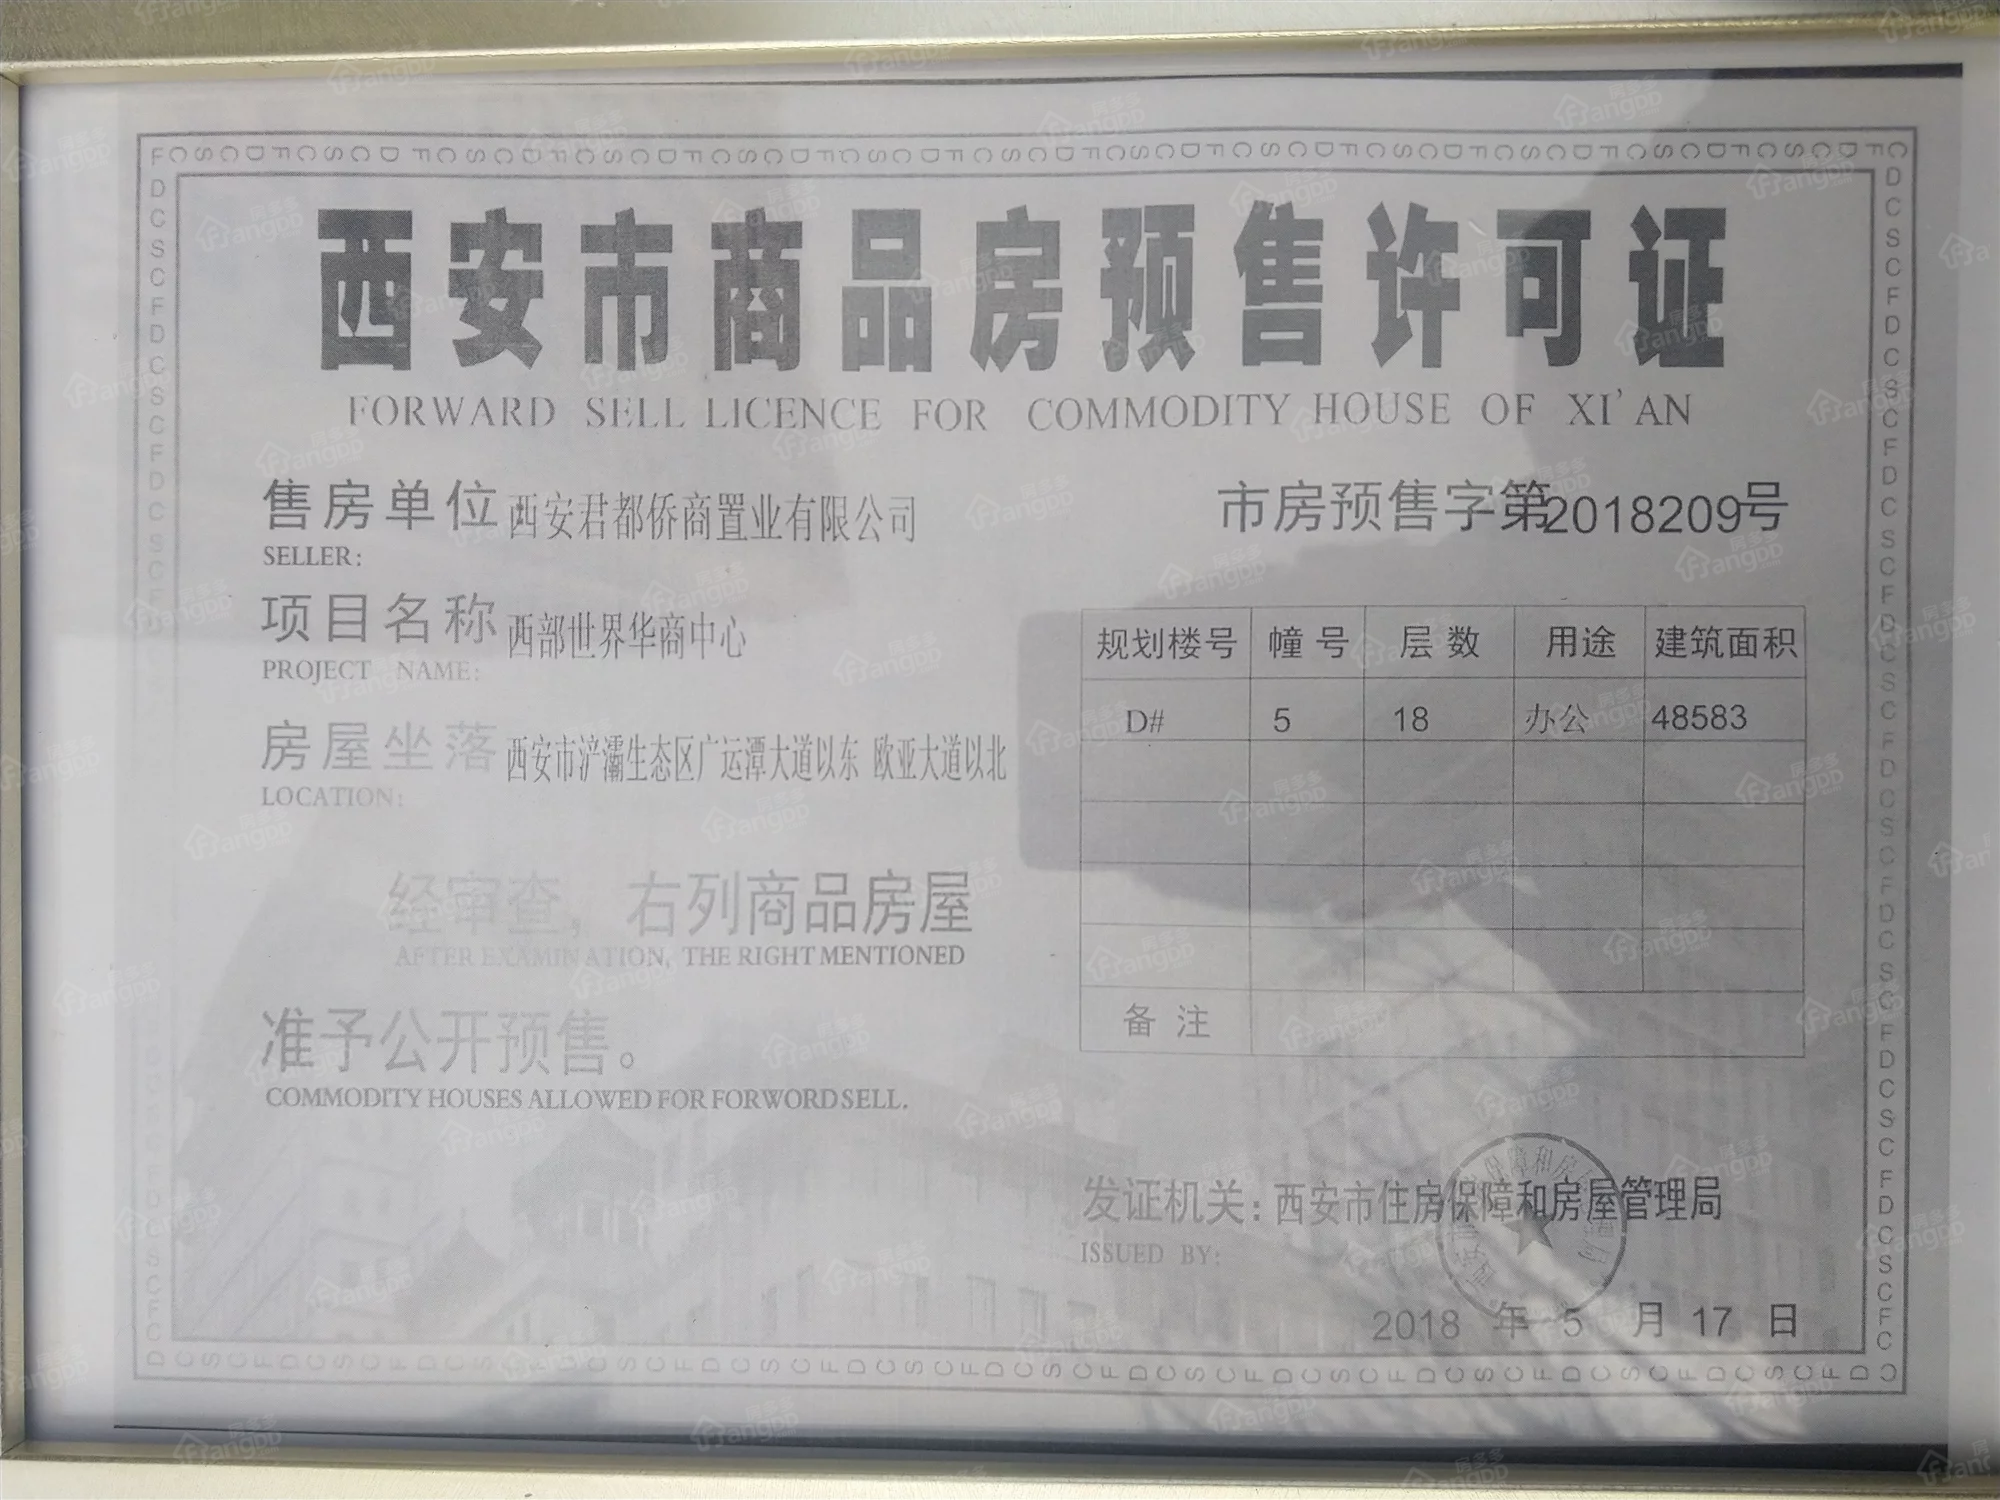 西安市商品房预售许可证
FORWARD SELL LICENCE FOR COMMODITY HOUSE OF XI'AN
售房单位 西安君都侨商置业有限公司
SELLER:
市房预售字第2018209号
项目名称 西部世界华商中心
PROJECT NAME:
房屋坐落 西安市浐灞生态区广运潭大道以东 欧亚大道以北
LOCATION:
经审查，右列商品房屋
AFTER EXAMINATION, THE RIGHT MENTIONED
准予公开预售。
COMMODITY HOUSES ALLOWED FOR FORWORD SELL.
规划楼号 幢号 层数 用途 建筑面积
D# 5 18 办公 48583
备注
发证机关：西安市住房保障和房屋管理局
ISSUED BY:
2018 年 5 月 17 日